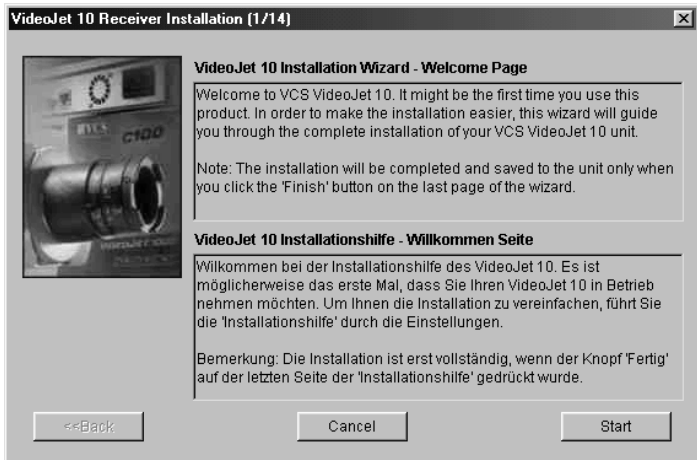 VideoJet 10 Receiver Installation (1/14)
VCS
C100
VideoJet 10 Installation Wizard - Welcome Page
Welcome to VCS VideoJet 10. It might be the first time you use this
product. In order to make the installation easier, this wizard will guide
you through the complete installation of your VCS VideoJet 10 unit.
Note: The installation will be completed and saved to the unit only when
you click the 'Finish' button on the last page of the wizard.
VideoJet 10 Installationshilfe - Willkommen Seite
Wilkommen bei der Installationshilfe des VideoJet 10. Es ist
möglicherweise das erste Mal, dass Sie Ihren VideoJet 10 in Betrieb
nehmen möchten. Um Ihnen die Installation zu vereinfachen, führt Sie
die 'Installationshilfe' durch die Einstellungen.
Bemerkung: Die Installation ist erst vollständig, wenn der Knopf 'Fertig'
auf der letzten Seite der 'Installationshilfe' gedrückt wurde.
<<Back
Cancel
Start